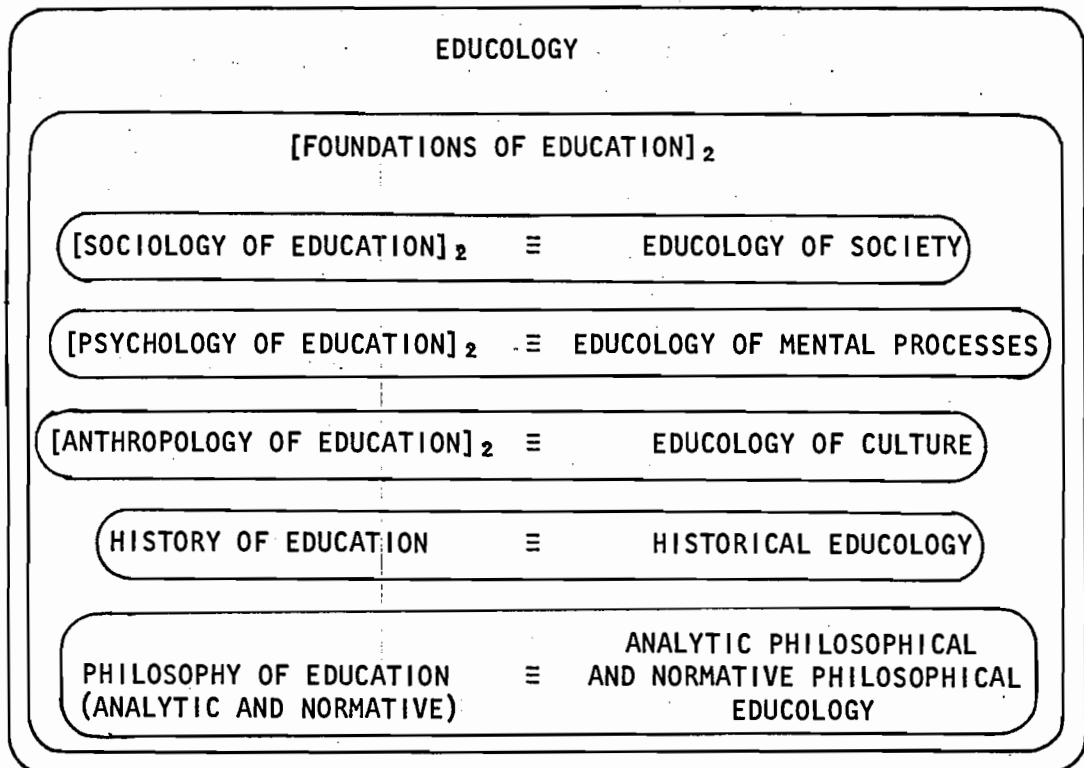 EDUCOLOGY
[FOUNDATIONS OF EDUCATION]₂
[SOCIOLOGY OF EDUCATION]₂ ≡ EDUCOLOGY OF SOCIETY
[PSYCHOLOGY OF EDUCATION]₂ ≡ EDUCOLOGY OF MENTAL PROCESSES
[ANTHROPOLOGY OF EDUCATION]₂ ≡ EDUCOLOGY OF CULTURE
HISTORY OF EDUCATION ≡ HISTORICAL EDUCOLOGY
ANALYTIC PHILOSOPHICAL
PHILOSOPHY OF EDUCATION ≡ AND NORMATIVE PHILOSOPHICAL
(ANALYTIC AND NORMATIVE) EDUCOLOGY